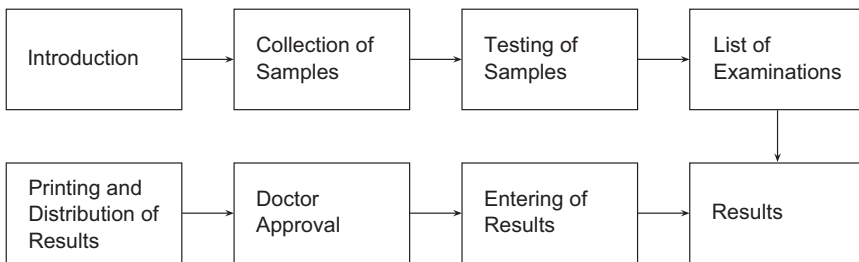 Introduction
Collection of
Samples
Testing of
Samples
List of
Examinations
Printing and
Distribution of
Results
Doctor
Approval
Entering of
Results
Results